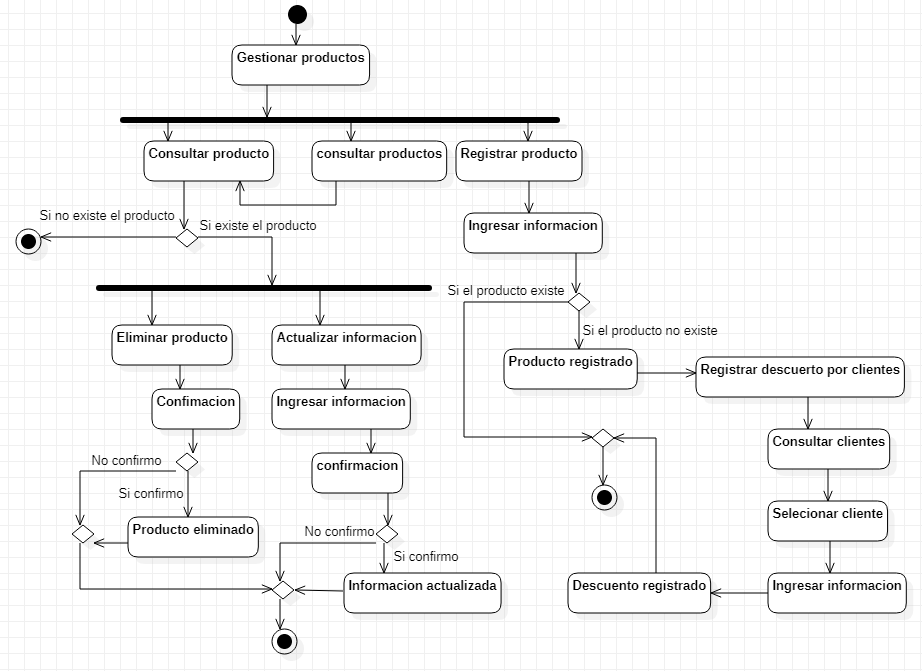 Gestionar productos
Consultar producto
consultar productos
Registrar producto
Si no existe el producto
Si existe el producto
Ingresar informacion
Si el producto existe
Si el producto no existe
Eliminar producto
Actualizar informacion
Producto registrado
Registrar descuerto por clientes
Confimacion
Ingresar informacion
Consultar clientes
No confirmo
confirmacion
Si confirmo
Selecionar cliente
Producto eliminado
No confirmo
Si confirmo
Informacion actualizada
Descuento registrado
Ingresar informacion